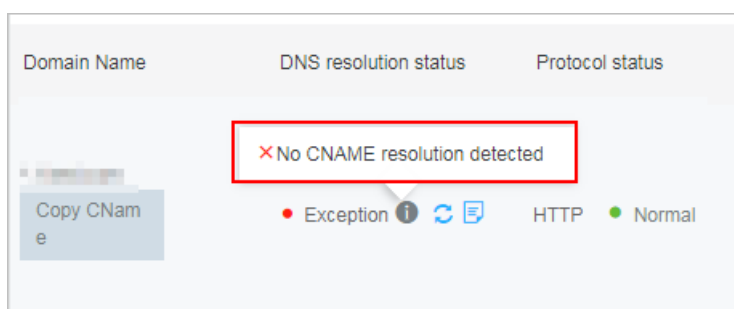 Domain Name DNS resolution status Protocol status
×No CNAME resolution detected
Copy CNam
e
Exception HTTP Normal